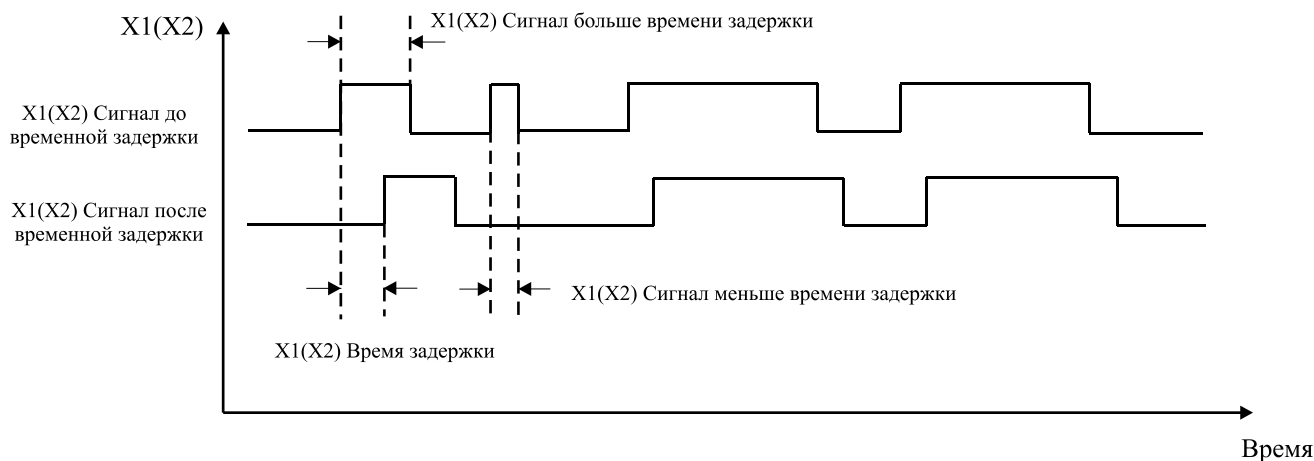 X1(X2)
X1(X2) Сигнал больше времени задержки
X1(X2) Сигнал до
временной задержки
X1(X2) Сигнал после
временной задержки
X1(X2) Сигнал меньше времени задержки
X1(X2) Время задержки
Время